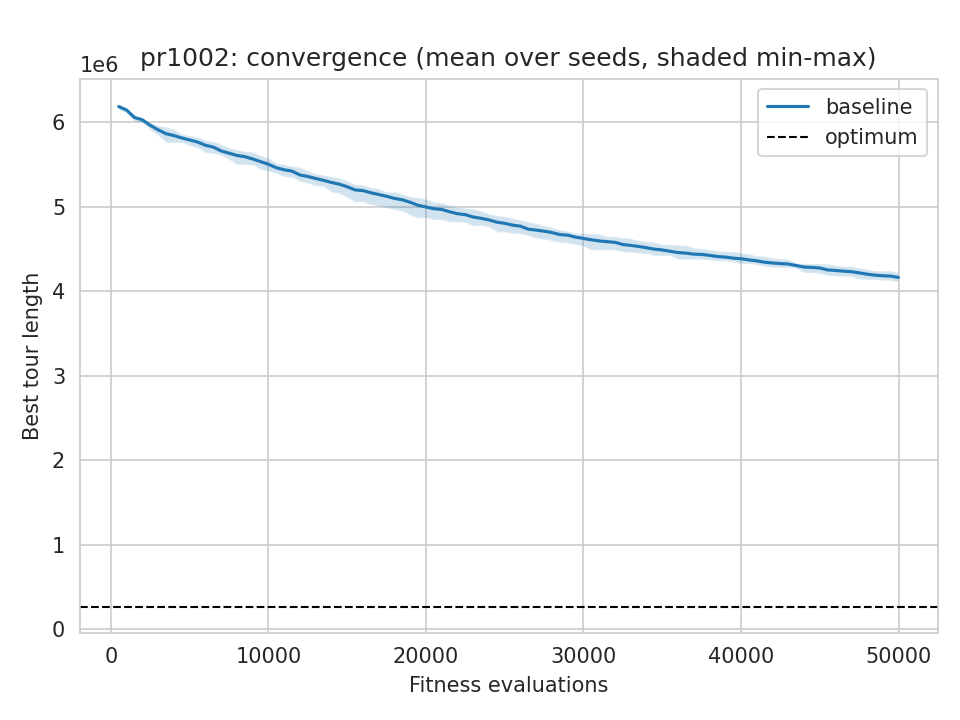 pr1002: convergence (mean over seeds, shaded min-max)
1e6
baseline
optimum
6
5
4
3
2
1
0
Best tour length
0 10000 20000 30000 40000 50000
Fitness evaluations